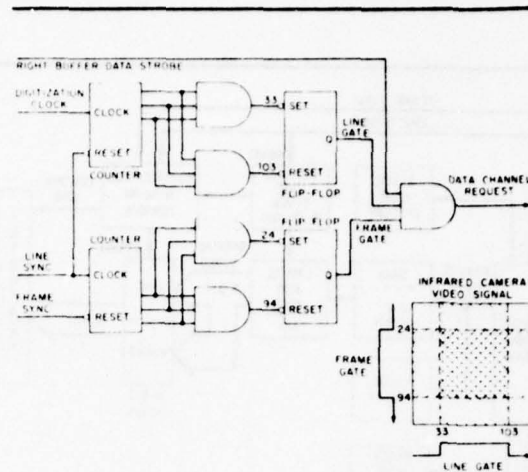 RIGHT BUFFER DATA STROBE
DIGITIZATION
CLOCK
CLOCK
RESET
COUNTER
33
103
SET
Q
RESET
FLIP-FLOP
LINE
GATE
DATA CHANNEL
REQUEST
COUNTER
FLIP FLOP
FRAME
GATE
LINE
SYNC
CLOCK
FRAME
SYNC
RESET
24
94
SET
Q
RESET
INFRARED CAMERA
VIDEO SIGNAL
24
FRAME
GATE
94
33
103
LINE GATE